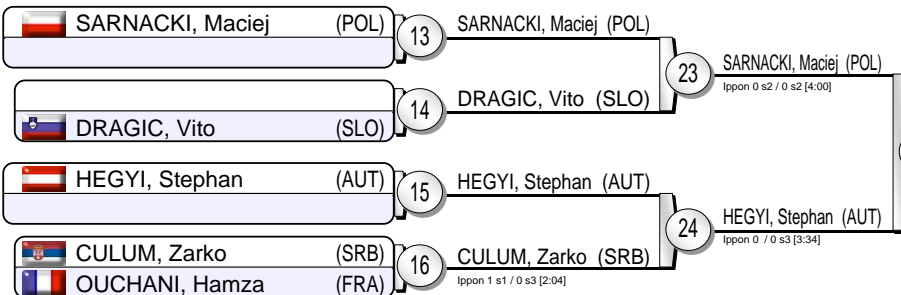 SARNACKI, Maciej (POL)
13
SARNACKI, Maciej (POL)
23
SARNACKI, Maciej (POL)
Ippon 0 s2 / 0 s2 [4:00]
14
DRAGIC, Vito (SLO)
DRAGIC, Vito (SLO)
HEGYI, Stephan (AUT)
15
HEGYI, Stephan (AUT)
24
HEGYI, Stephan (AUT)
Ippon 0 / 0 s3 [3:34]
CULUM, Zarko (SRB)
16
CULUM, Zarko (SRB)
Ippon 1 s1 / 0 s3 [2:04]
OUCHANI, Hamza (FRA)